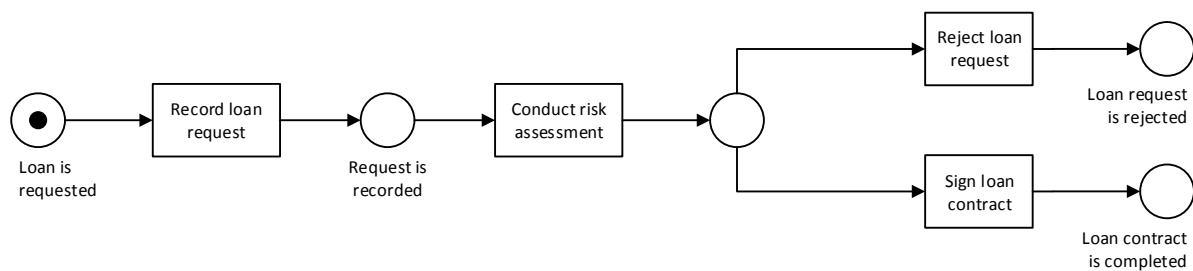 Loan is
requested
Record loan
request
Request is
recorded
Conduct risk
assessment
Reject loan
request
Loan request
is rejected
Sign loan
contract
Loan contract
is completed